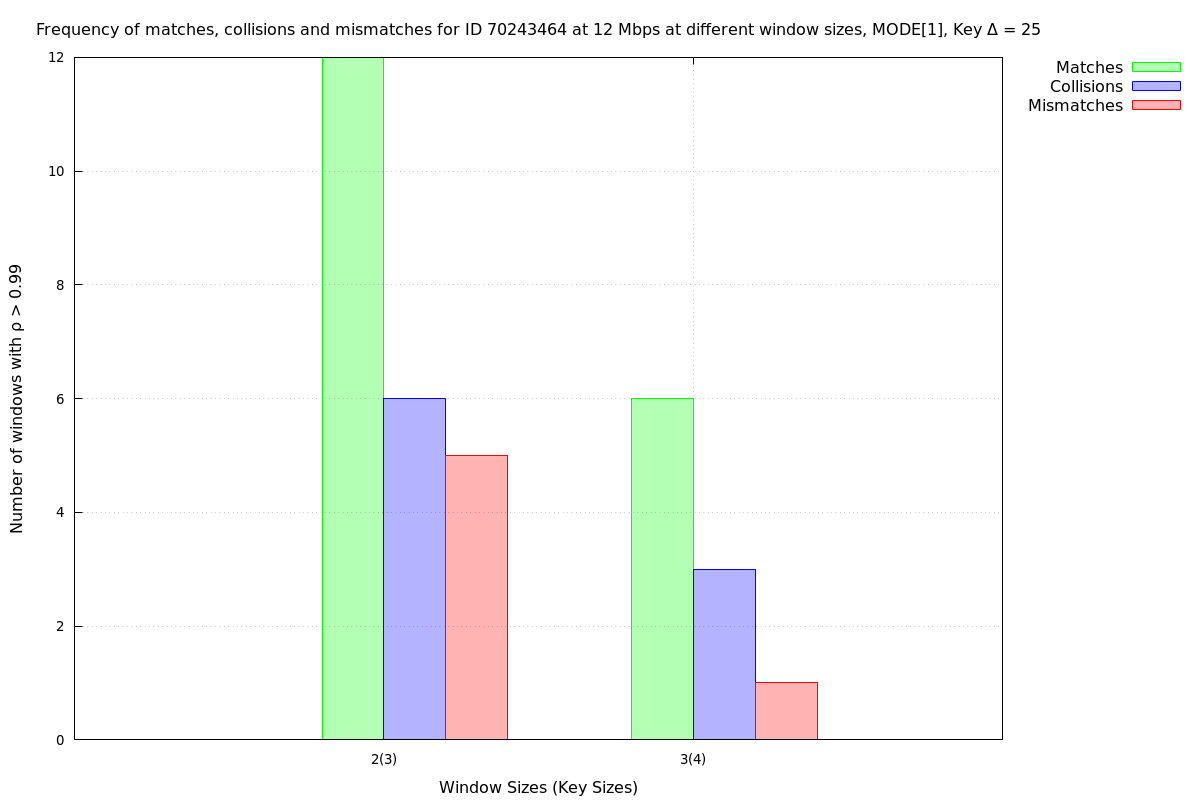 Frequency of matches, collisions and mismatches for ID 70243464 at 12 Mbps at different window sizes, MODE[1], Key Δ = 25
Matches
Collisions
Mismatches
Number of windows with ρ > 0.99
12
10
8
6
4
2
0
2(3)
3(4)
Window Sizes (Key Sizes)